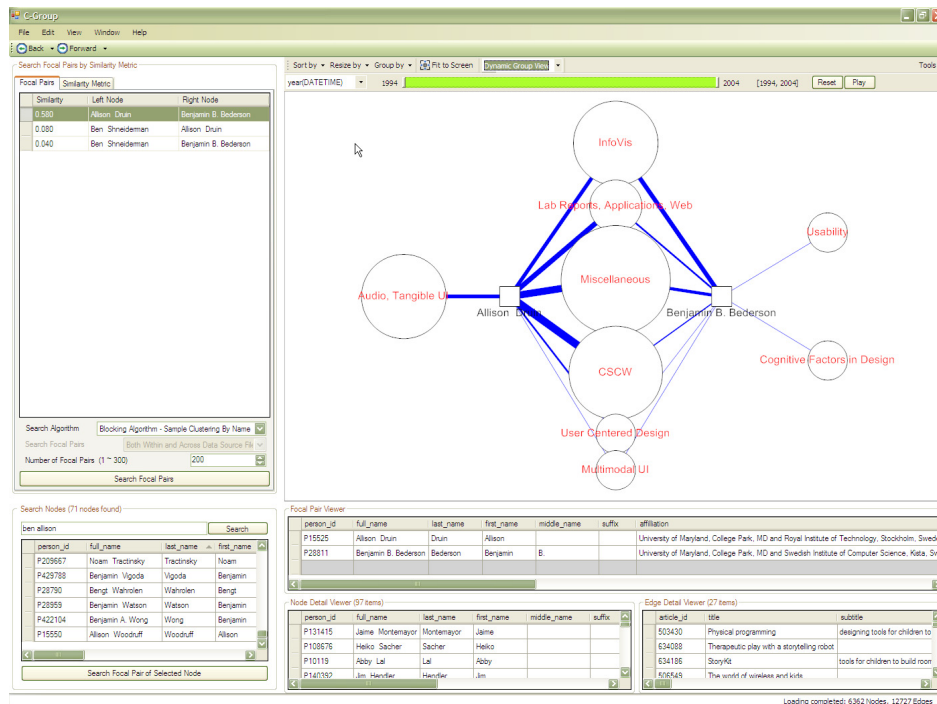 C-Group
File Edit View Window Help
Back Forward
Search Focal Pairs by Similarity Metric
Focal Pairs Similarity Metric
Similarity Left Node Right Node
0.580 Allison Druin Benjamin B. Bederson
0.080 Ben Shneiderman Allison Druin
0.040 Ben Shneiderman Benjamin B. Bederson
Search Algorithm Blocking Algorithm - Sample Clustering By Name
Search Focal Pairs Both Within and Across Data Source File
Number of Focal Pairs (1 ~ 300) 200
Search Focal Pairs
Sort by Resize by Group by Fit to Screen Dynamic Group View Tools
year(DATETIME) 1994 2004 [1994, 2004] Reset Play
InfoVis
Lab Reports, Applications, Web
Usability
Miscellaneous
Audio, Tangible UI
Allison Druin
Benjamin B. Bederson
Cognitive Factors in Design
CSCW
User Centered Design
Multimodal UI
Search Nodes (71 nodes found)
ben allison Search
person_id full_name last_name first_name
P209667 Noam Tractinsky Tractinsky Noam
P429788 Benjamin Vigoda Vigoda Benjamin
P28790 Bengt Wahrolen Wahrolen Bengt
P28959 Benjamin Watson Watson Benjamin
P422104 Benjamin A. Wong Wong Benjamin
P15550 Allison Woodruff Woodruff Allison
Search Focal Pair of Selected Node
Focal Pair Viewer
person_id full_name last_name first_name middle_name suffix affiliation
P15525 Allison Druin Druin Allison University of Maryland, College Park, MD and Royal Institute of Technology, Stockholm, Swede
P28811 Benjamin B. Bederson Bederson Benjamin B. University of Maryland, College Park, MD and Swedish Institute of Computer Science, Kista, Sw
Node Detail Viewer (97 items)
person_id full_name last_name first_name middle_name suffix
P131415 Jaime Montemayor Montemayor Jaime
P108676 Heiko Sacher Sacher Heiko
P10119 Abby Lal Lal Abby
P140392 Jim Hendler Hendler Jim
Edge Detail Viewer (27 items)
article_id title subtitle
503430 Physical programming designing tools for children to
634088 Therapeutic play with a storytelling robot
634186 StoryKit tools for children to build room
506549 The world of wireless and kids
Loading completed: 6362 Nodes, 12727 Edges